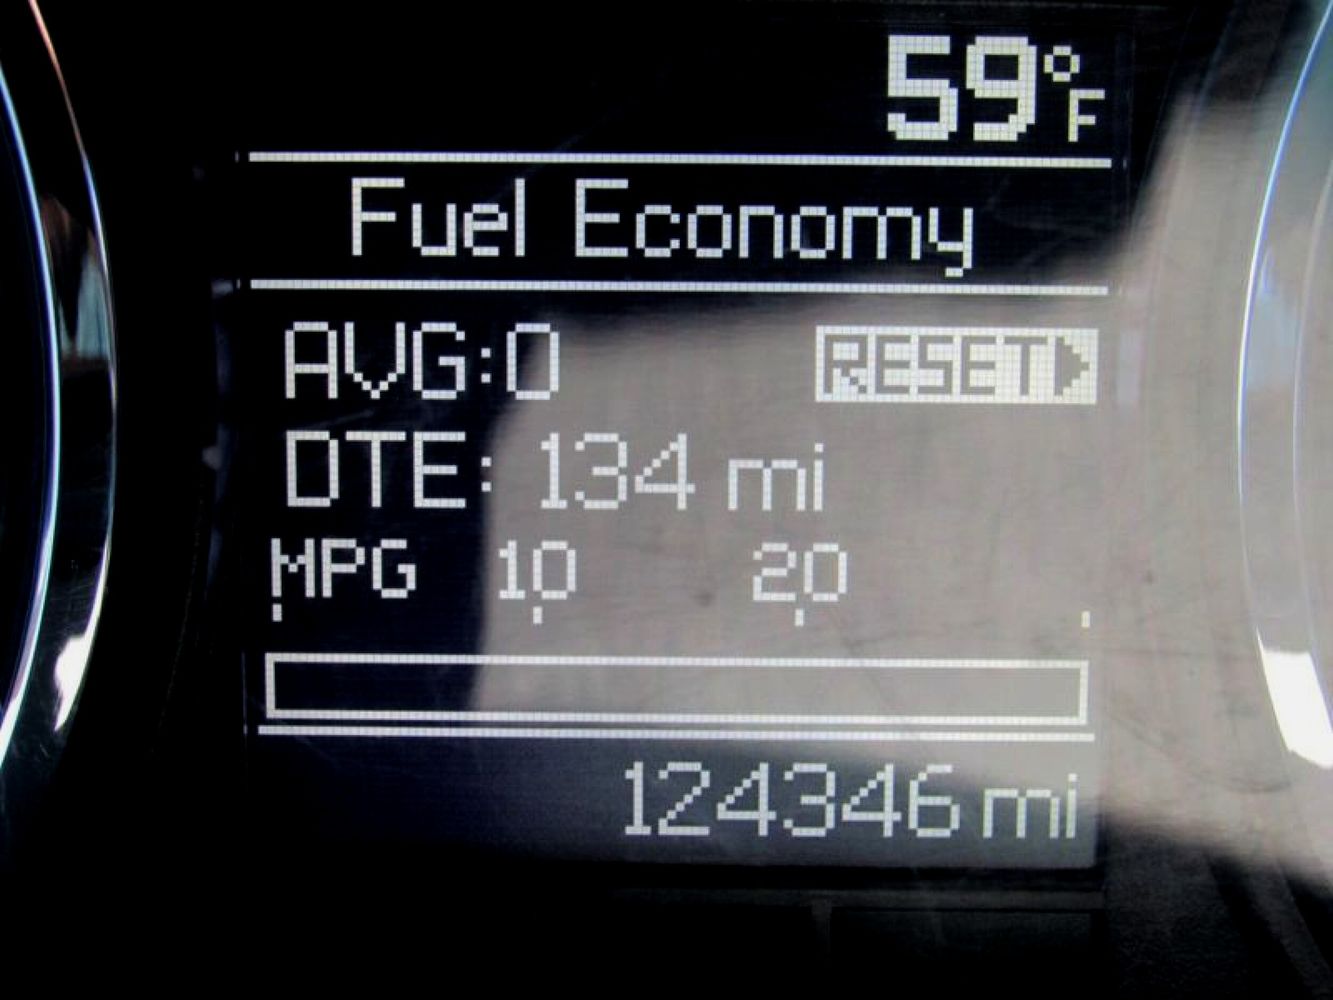 59°F
Fuel Economy
AVG:0 RESET
DTE: 134 mi
MPG 10 20
124346 mi